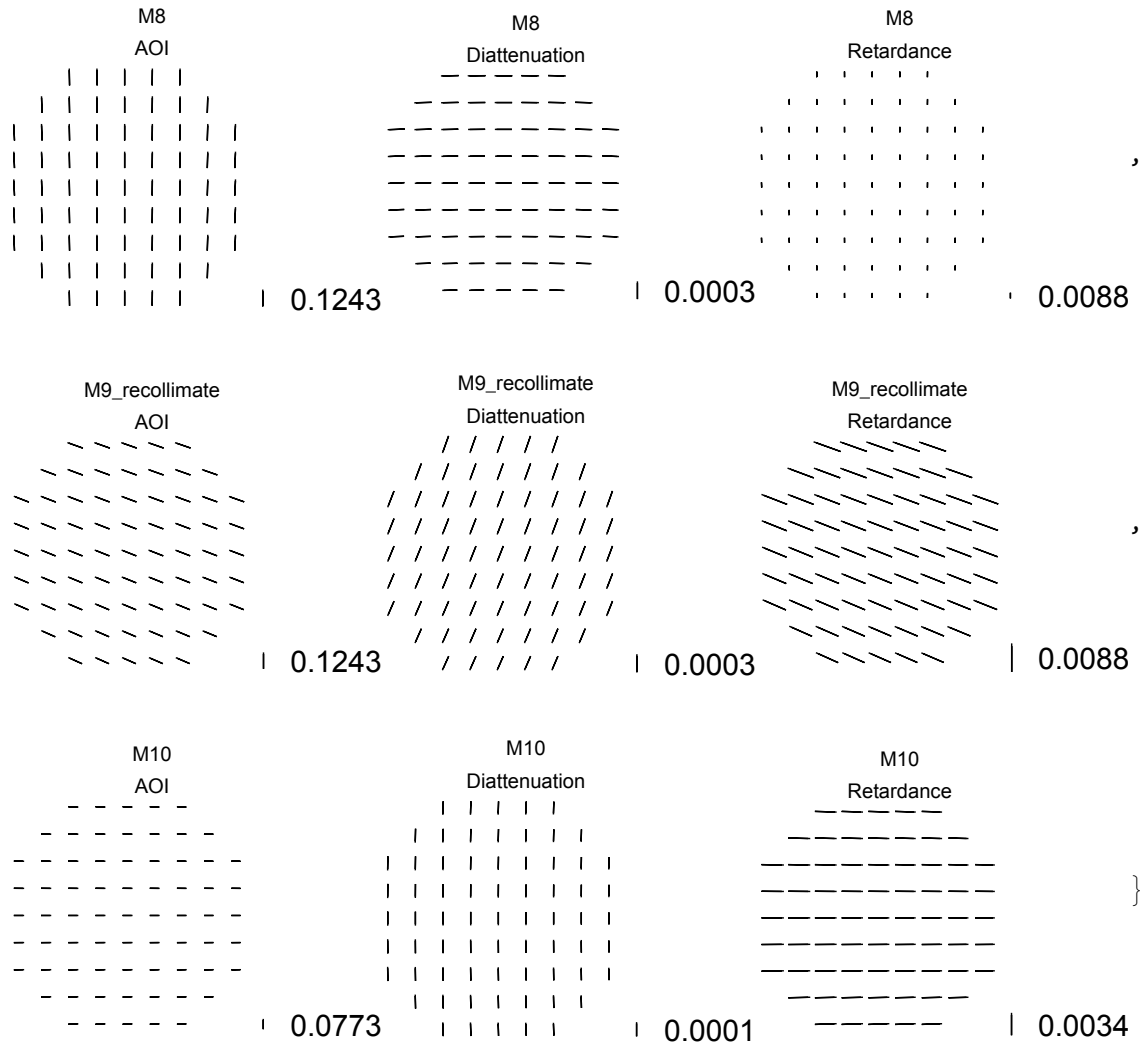 M8
AOI
0.1243
M8
Diattenuation
0.0003
M8
Retardance
0.0088
,
M9_recollimate
AOI
0.1243
M9_recollimate
Diattenuation
0.0003
M9_recollimate
Retardance
0.0088
,
M10
AOI
0.0773
M10
Diattenuation
0.0001
M10
Retardance
0.0034
}